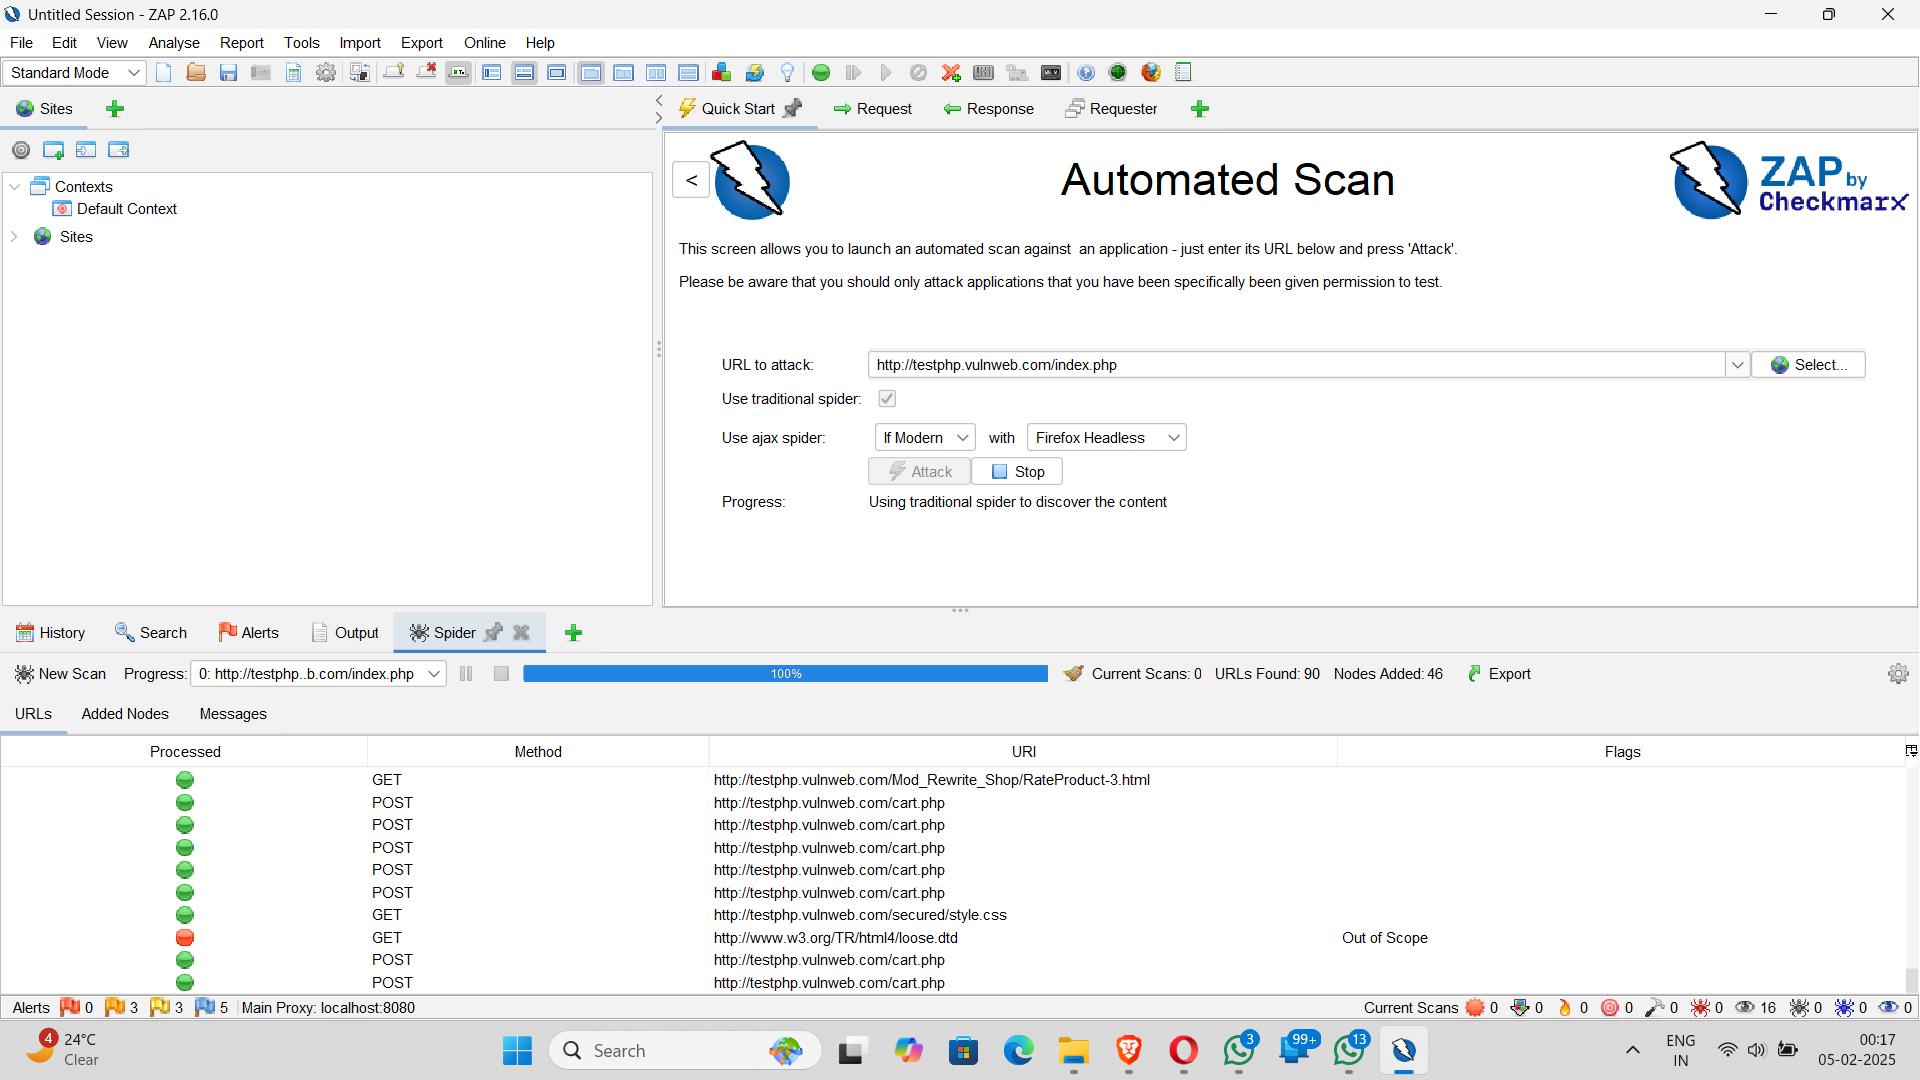 Untitled Session - ZAP 2.16.0
File Edit View Analyse Report Tools Import Export Online Help
Standard Mode
Sites
Quick Start Request Response Requester
Contexts
Default Context
Sites
<
Automated Scan
ZAP by
Checkmarx
This screen allows you to launch an automated scan against  an application - just enter its URL below and press 'Attack'.
Please be aware that you should only attack applications that you have been specifically been given permission to test.
URL to attack: http://testphp.vulnweb.com/index.php Select...
Use traditional spider:
Use ajax spider: If Modern with Firefox Headless
Attack Stop
Progress: Using traditional spider to discover the content
History Search Alerts Output Spider
New Scan Progress: 0: http://testphp..b.com/index.php 100% Current Scans: 0 URLs Found: 90 Nodes Added: 46 Export
URLs Added Nodes Messages
Processed Method URI Flags
GET http://testphp.vulnweb.com/Mod_Rewrite_Shop/RateProduct-3.html
POST http://testphp.vulnweb.com/cart.php
POST http://testphp.vulnweb.com/cart.php
POST http://testphp.vulnweb.com/cart.php
POST http://testphp.vulnweb.com/cart.php
POST http://testphp.vulnweb.com/cart.php
GET http://testphp.vulnweb.com/secured/style.css
GET http://www.w3.org/TR/html4/loose.dtd Out of Scope
POST http://testphp.vulnweb.com/cart.php
POST http://testphp.vulnweb.com/cart.php
Alerts 0 3 3 5 Main Proxy: localhost:8080 Current Scans 0 0 0 0 0 0 16 0 0 0
4 24°C
Clear
Search
3 99+ 13
ENG
IN
00:17
05-02-2025